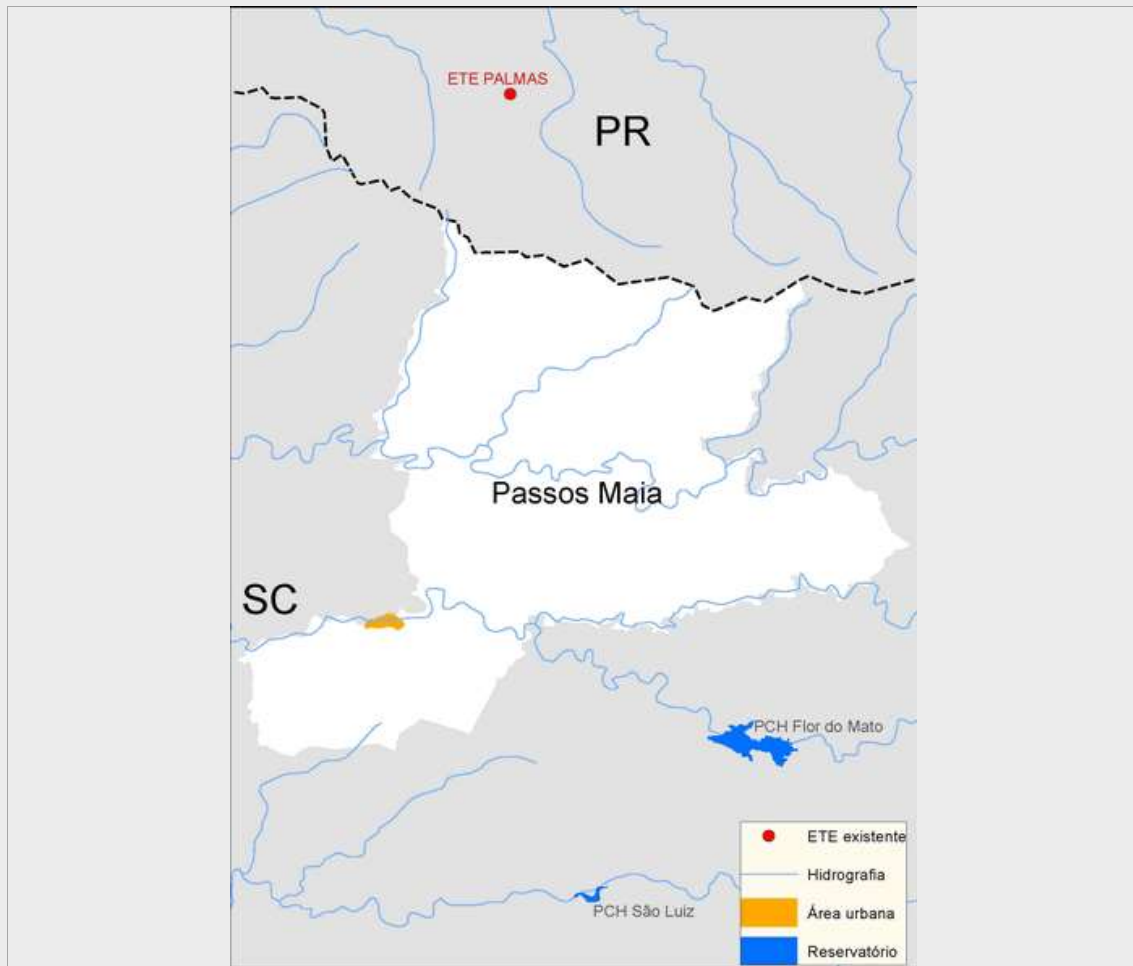 ETE PALMAS
PR
Passos Maia
SC
PCH Flor do Mato
PCH São Luiz
ETE existente
Hidrografia
Área urbana
Reservatório